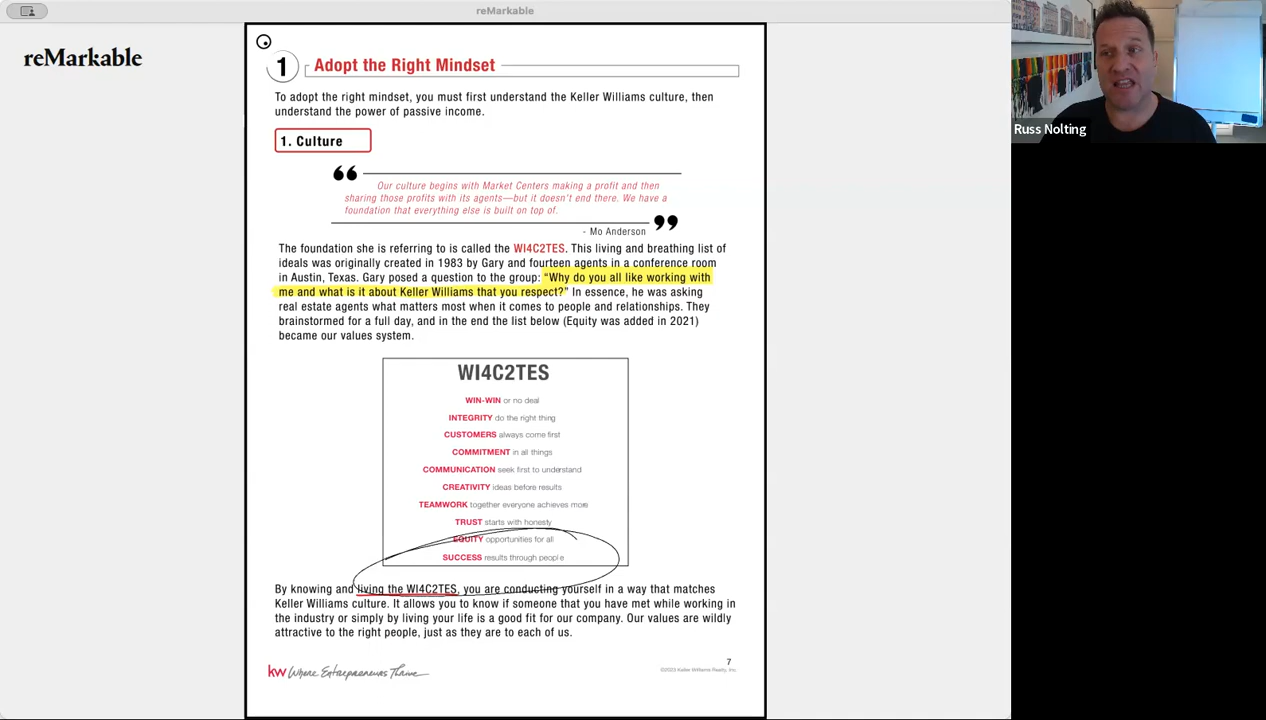 reMarkable
reMarkable
1 Adopt the Right Mindset
To adopt the right mindset, you must first understand the Keller Williams culture, then
understand the power of passive income.
1. Culture
“
Our culture begins with Market Centers making a profit and then
sharing those profits with its agents—but it doesn't end there. We have a
foundation that everything else is built on top of.
”
- Mo Anderson
The foundation she is referring to is called the WI4C2TES. This living and breathing list of
ideals was originally created in 1983 by Gary and fourteen agents in a conference room
in Austin, Texas. Gary posed a question to the group: “Why do you all like working with
me and what is it about Keller Williams that you respect?” In essence, he was asking
real estate agents what matters most when it comes to people and relationships. They
brainstormed for a full day, and in the end the list below (Equity was added in 2021)
became our values system.
WI4C2TES
WIN-WIN or no deal
INTEGRITY do the right thing
CUSTOMERS always come first
COMMITMENT in all things
COMMUNICATION seek first to understand
CREATIVITY ideas before results
TEAMWORK together everyone achieves more
TRUST starts with honesty
EQUITY opportunities for all
SUCCESS results through people
By knowing and living the WI4C2TES, you are conducting yourself in a way that matches
Keller Williams culture. It allows you to know if someone that you have met while working in
the industry or simply by living your life is a good fit for our company. Our values are wildly
attractive to the right people, just as they are to each of us.
kw Where Entrepreneurs Thrive
7
©2023 Keller Williams Realty, Inc.
Russ Nolting